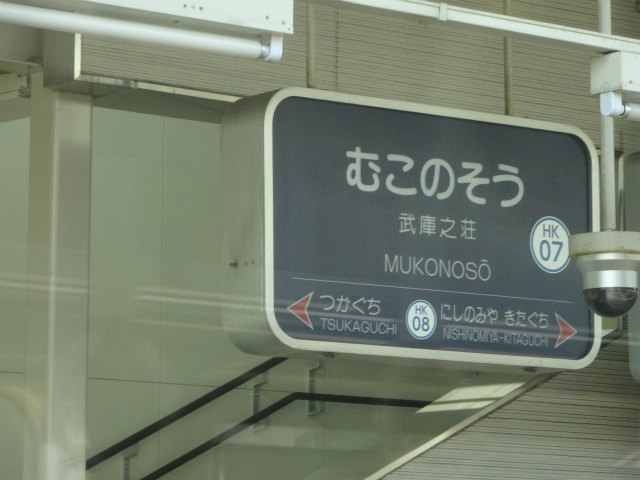 むこのそう
武庫之荘
MUKONOSŌ
HK
07
つかぐち
TSUKAGUCHI
HK
08
にしのみや きたぐち
NISHINOMIYA-KITAGUCHI